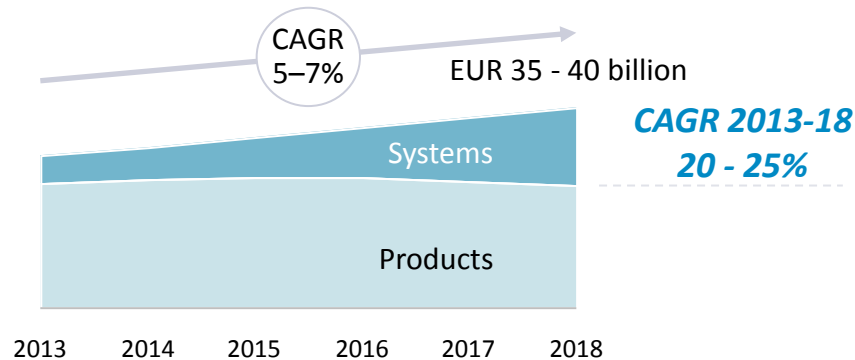 CAGR
5–7%
EUR 35 - 40 billion
CAGR 2013-18
20 - 25%
Systems
Products
2013 2014 2015 2016 2017 2018